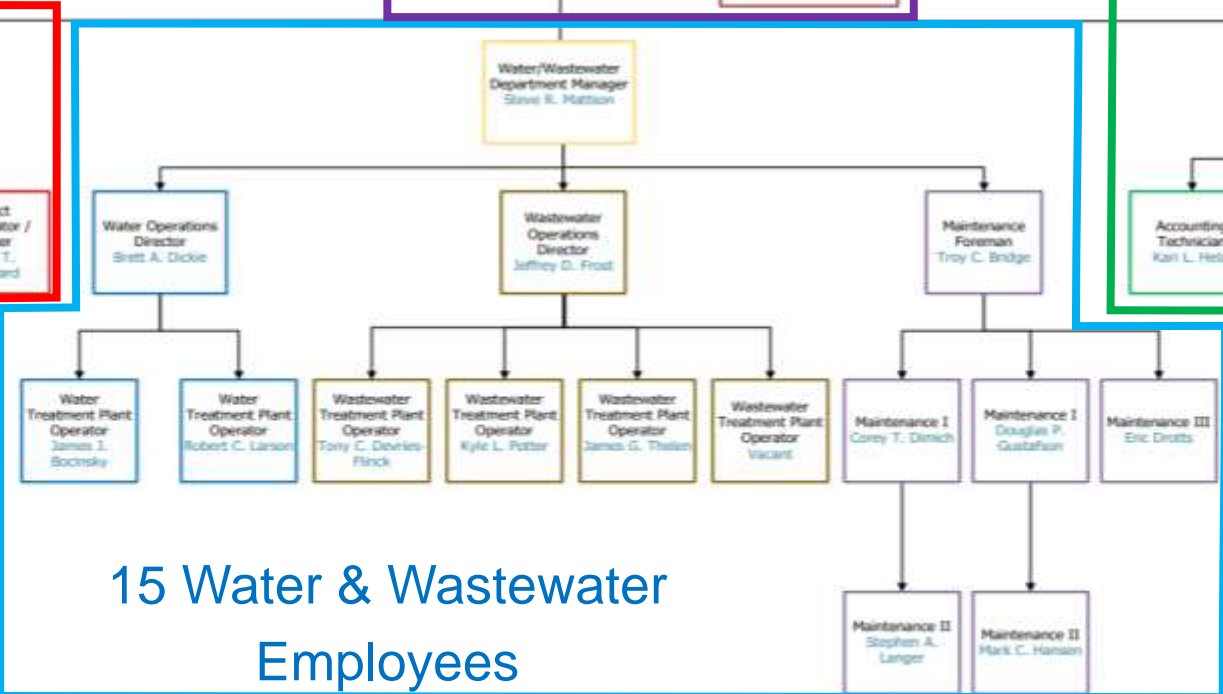 Water/Wastewater
Department Manager
Steve R. Mattson
Water Operations
Director
Brett A. Dickie
Wastewater
Operations
Director
Jeffrey D. Frost
Maintenance
Foreman
Troy C. Bridge
Accounting
Technician
Kari L.
Water
Treatment Plant
Operator
James J.
Bocinsky
Water
Treatment Plant
Operator
Robert C. Larson
Wastewater
Treatment Plant
Operator
Tony C. Devries-
Flinck
Wastewater
Treatment Plant
Operator
Kyle L. Potter
Wastewater
Treatment Plant
Operator
James G. Thelen
Wastewater
Treatment Plant
Operator
Vacant
Maintenance I
Corey T. Dimich
Maintenance I
Douglas P.
Gustafson
Maintenance III
Eric Drotts
Maintenance II
Stephen A.
Langer
Maintenance II
Mark C. Hansen
15 Water & Wastewater
Employees